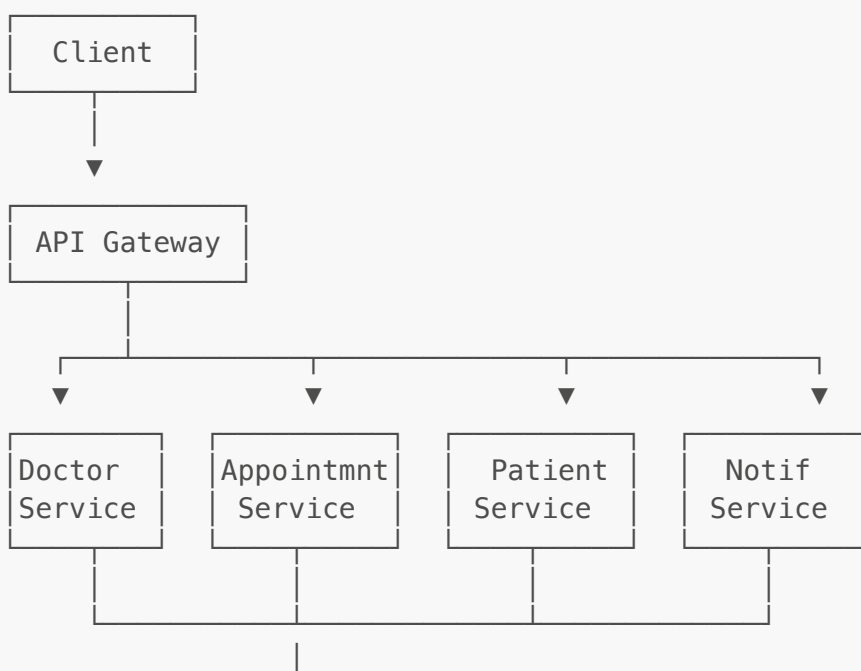 Client
API Gateway
Doctor Service
Appointmnt Service
Patient Service
Notif Service